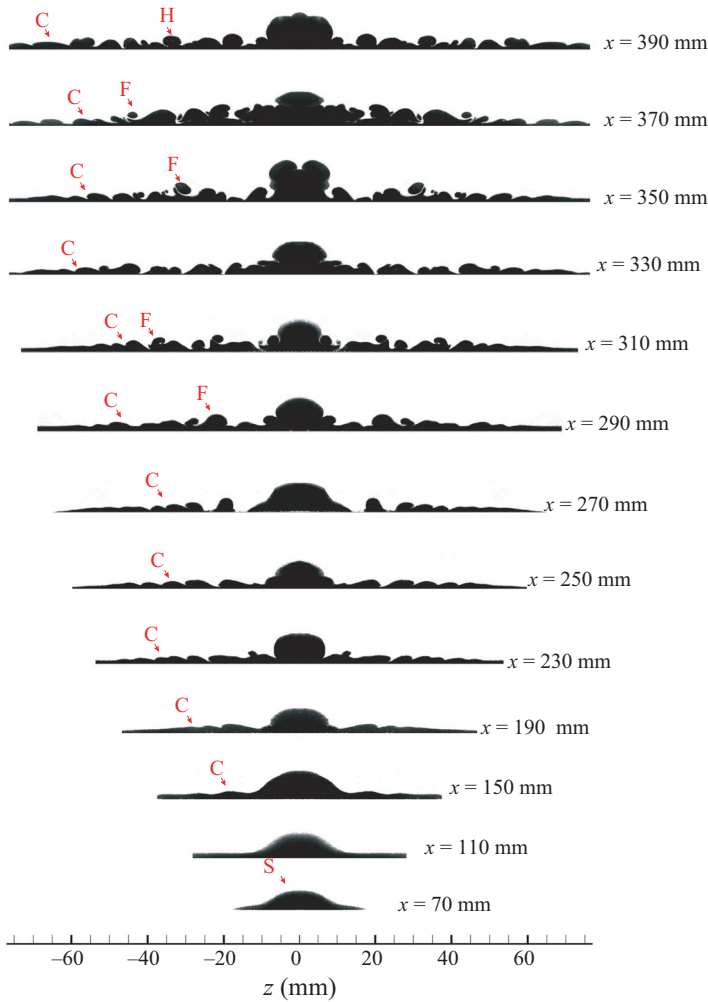 C H
x = 390 mm
C F
x = 370 mm
C F
x = 350 mm
C
x = 330 mm
C F
x = 310 mm
C F
x = 290 mm
C
x = 270 mm
C
x = 250 mm
C
x = 230 mm
C
x = 190 mm
C
x = 150 mm
x = 110 mm
S
x = 70 mm
−60 −40 −20 0 20 40 60
z (mm)